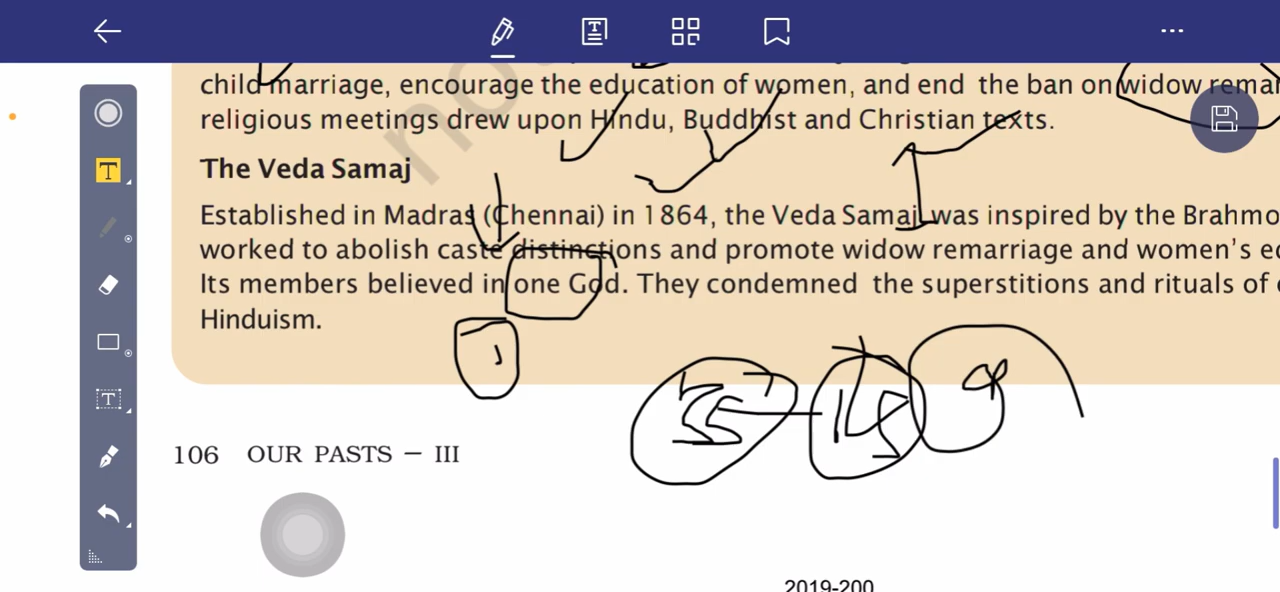 child marriage, encourage the education of women, and end the ban on widow remar
religious meetings drew upon Hindu, Buddhist and Christian texts.
The Veda Samaj
Established in Madras (Chennai) in 1864, the Veda Samaj was inspired by the Brahmo
worked to abolish caste distinctions and promote widow remarriage and women's e
Its members believed in one God. They condemned the superstitions and rituals of
Hinduism.
106 OUR PASTS – III
2019-200